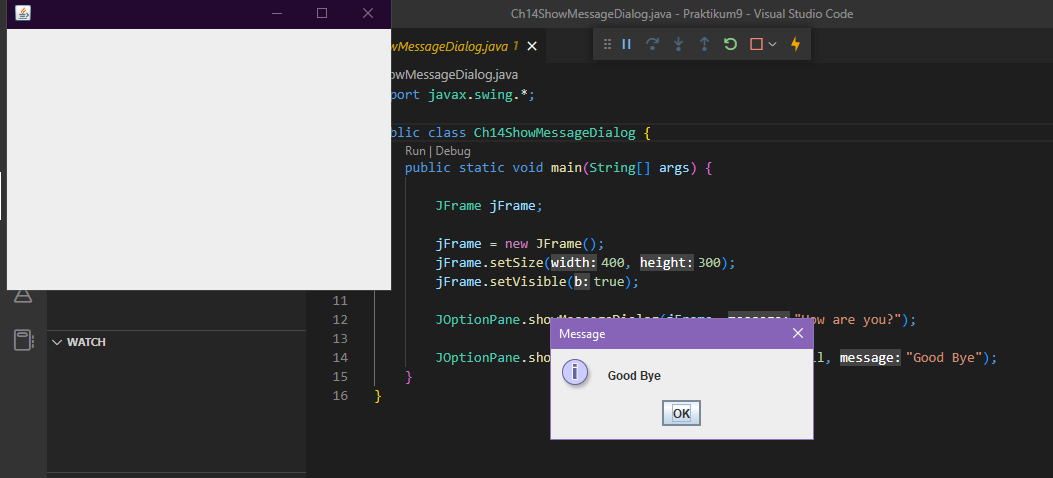 Ch14ShowMessageDialog.java - Praktikum9 - Visual Studio Code
wMessageDialog.java 1
owMessageDialog.java
port javax.swing.*;
blic class Ch14ShowMessageDialog {
Run | Debug
public static void main(String[] args) {
JFrame jFrame;
jFrame = new JFrame();
jFrame.setSize(width: 400, height: 300);
jFrame.setVisible(b: true);
11
12 JOptionPane.showMessageDialog(jFrame, message: "How are you?");
13
14 JOptionPane.sho ll, message: "Good Bye");
15 }
16 }
WATCH
Message
i
Good Bye
OK